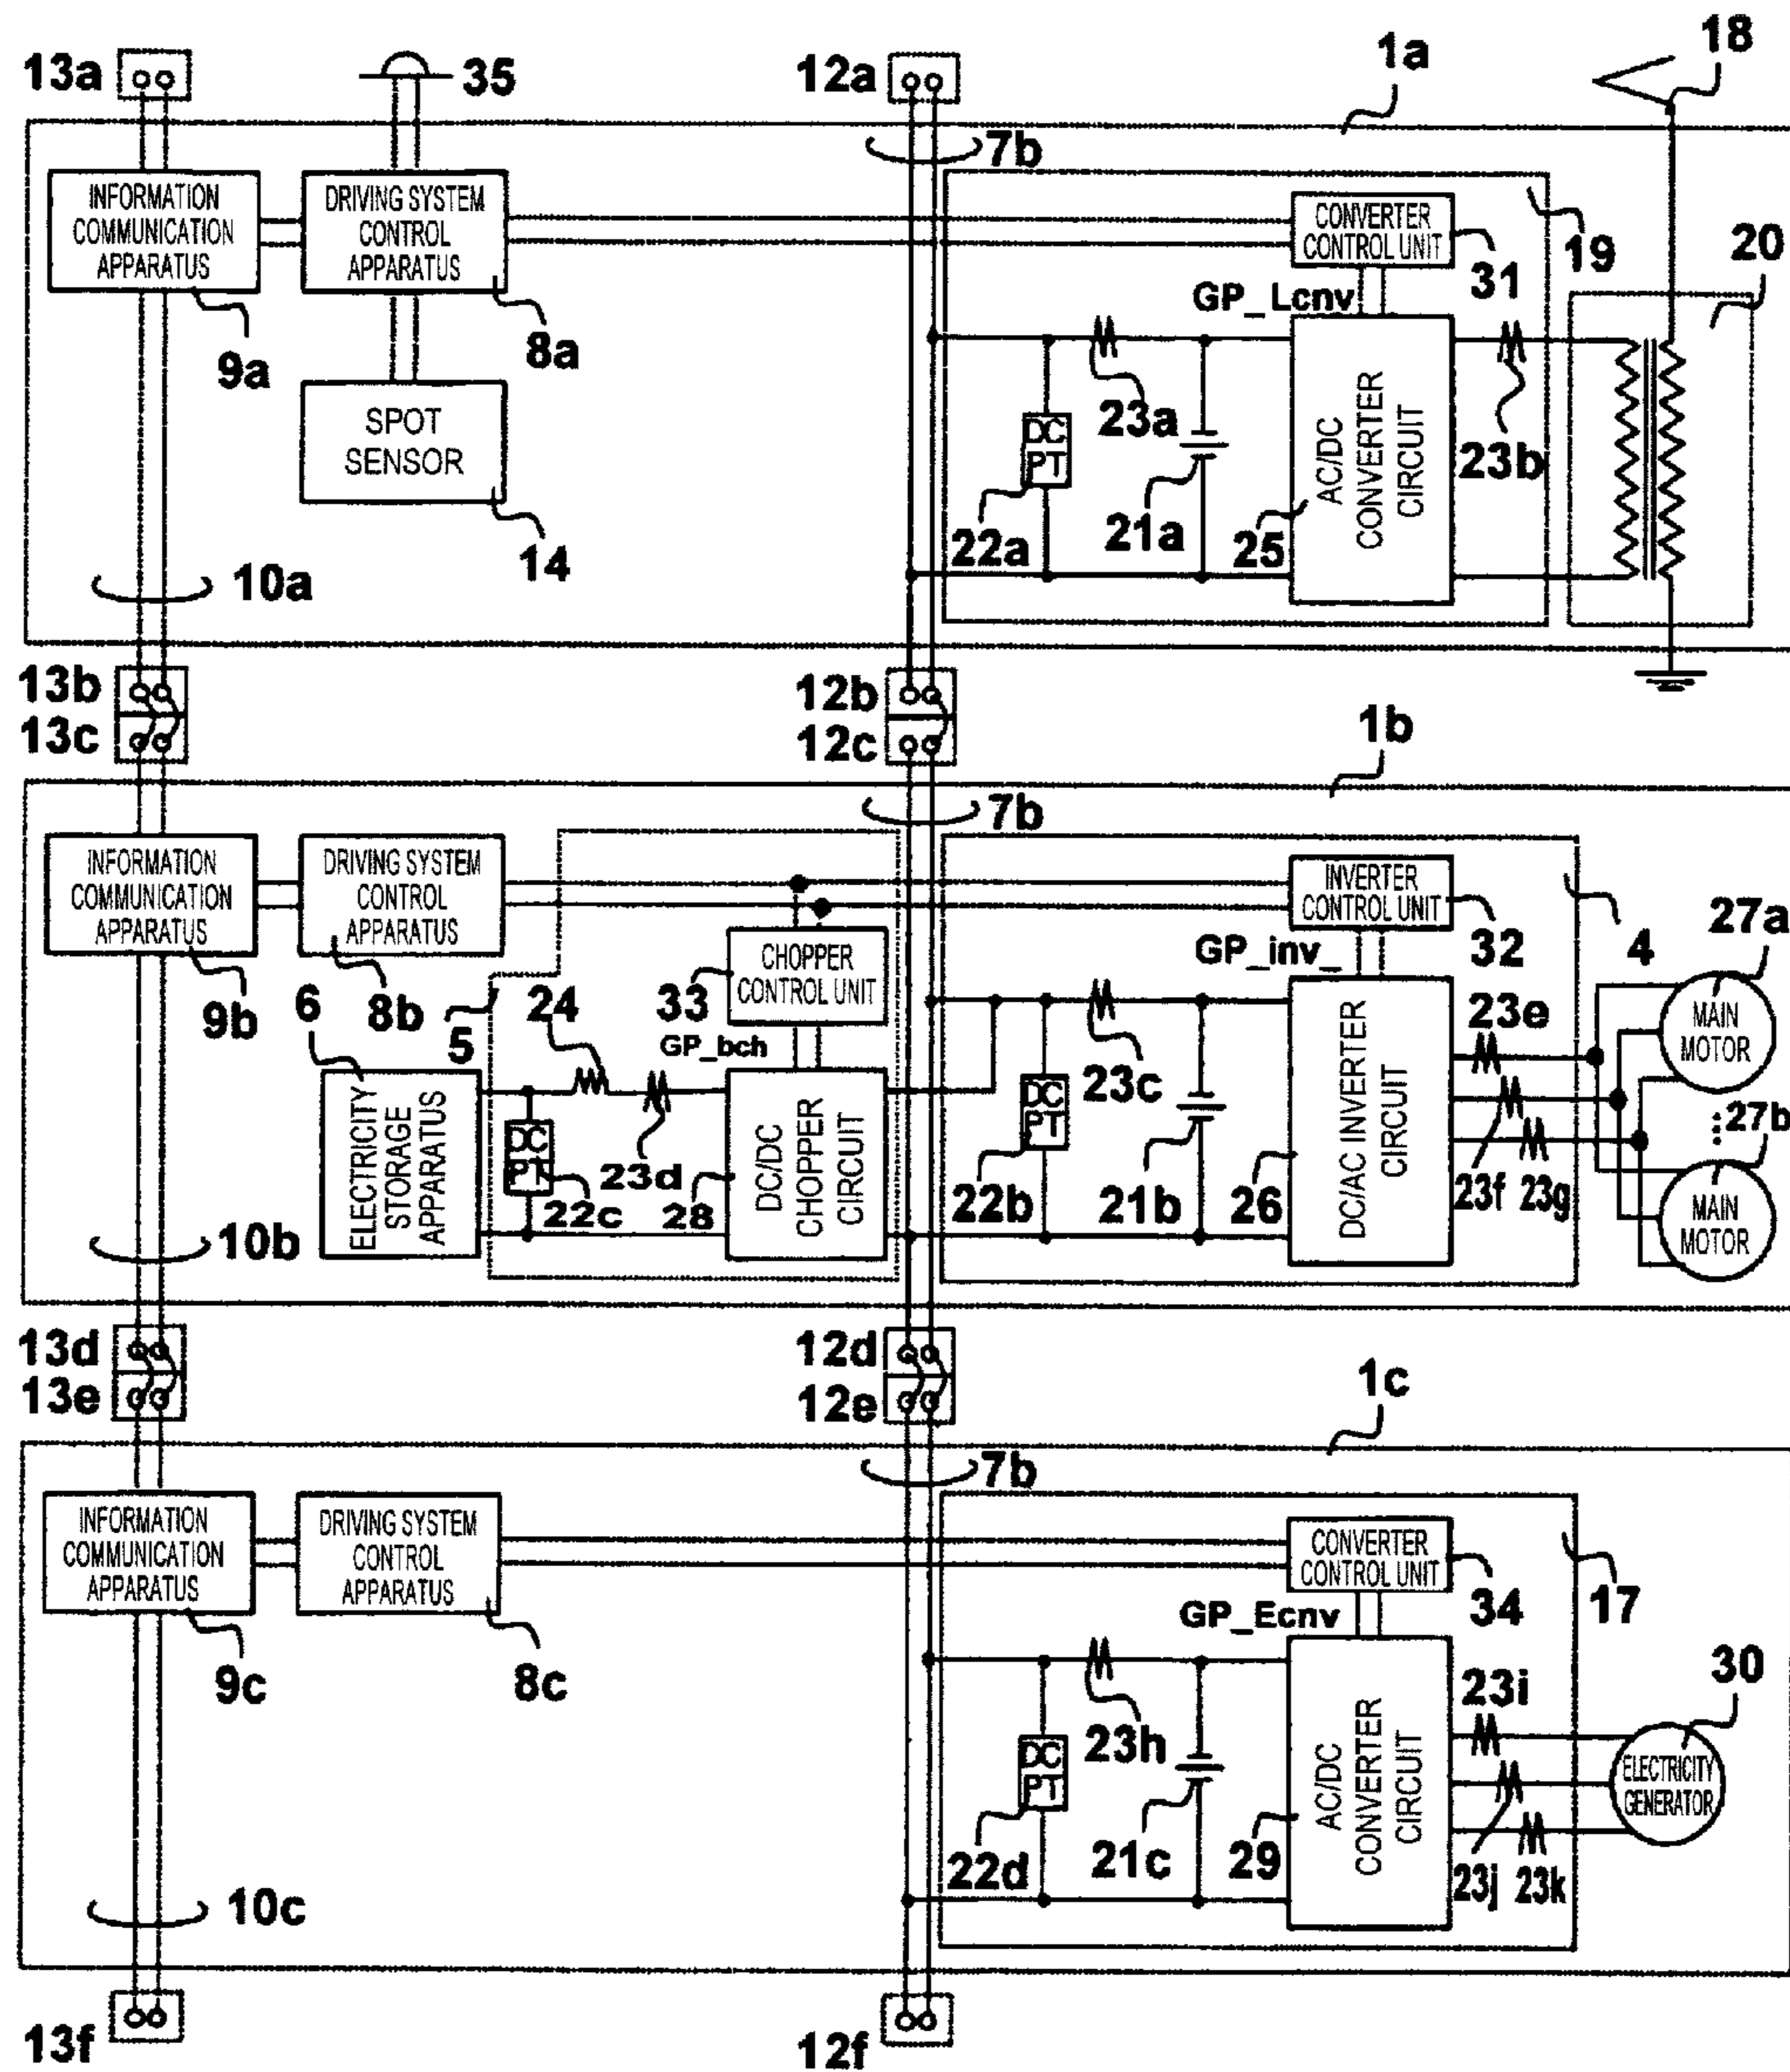 13a
35
12a
1a
18
7b
INFORMATION
COMMUNICATION
APPARATUS
DRIVING SYSTEM
CONTROL
APPARATUS
CONVERTER
CONTROL UNIT
19
20
31
GP_Lcnv
9a
8a
SPOT
SENSOR
14
DC
PT
23a
22a
21a
25
AC/DC
CONVERTER
CIRCUIT
23b
10a
13b
13c
12b
12c
1b
7b
INFORMATION
COMMUNICATION
APPARATUS
DRIVING SYSTEM
CONTROL
APPARATUS
INVERTER
CONTROL UNIT
4
27a
32
GP_inv_
CHOPPER
CONTROL UNIT
33
9b
6
8b
5
24
GP_bch
MAIN
MOTOR
23e
ELECTRICITY
STORAGE
APPARATUS
DC
PT
23d
22c
28
DC/DC
CHOPPER
CIRCUIT
DC
PT
23c
22b
21b
26
DC/AC INVERTER
CIRCUIT
23f
23g
27b
MAIN
MOTOR
10b
13d
13e
12d
12e
1c
7b
INFORMATION
COMMUNICATION
APPARATUS
DRIVING SYSTEM
CONTROL
APPARATUS
CONVERTER
CONTROL UNIT
34
17
GP_Ecnv
9c
8c
23i
30
DC
PT
23h
22d
21c
29
AC/DC
CONVERTER
CIRCUIT
ELECTRICITY
GENERATOR
23j
23k
10c
13f
12f